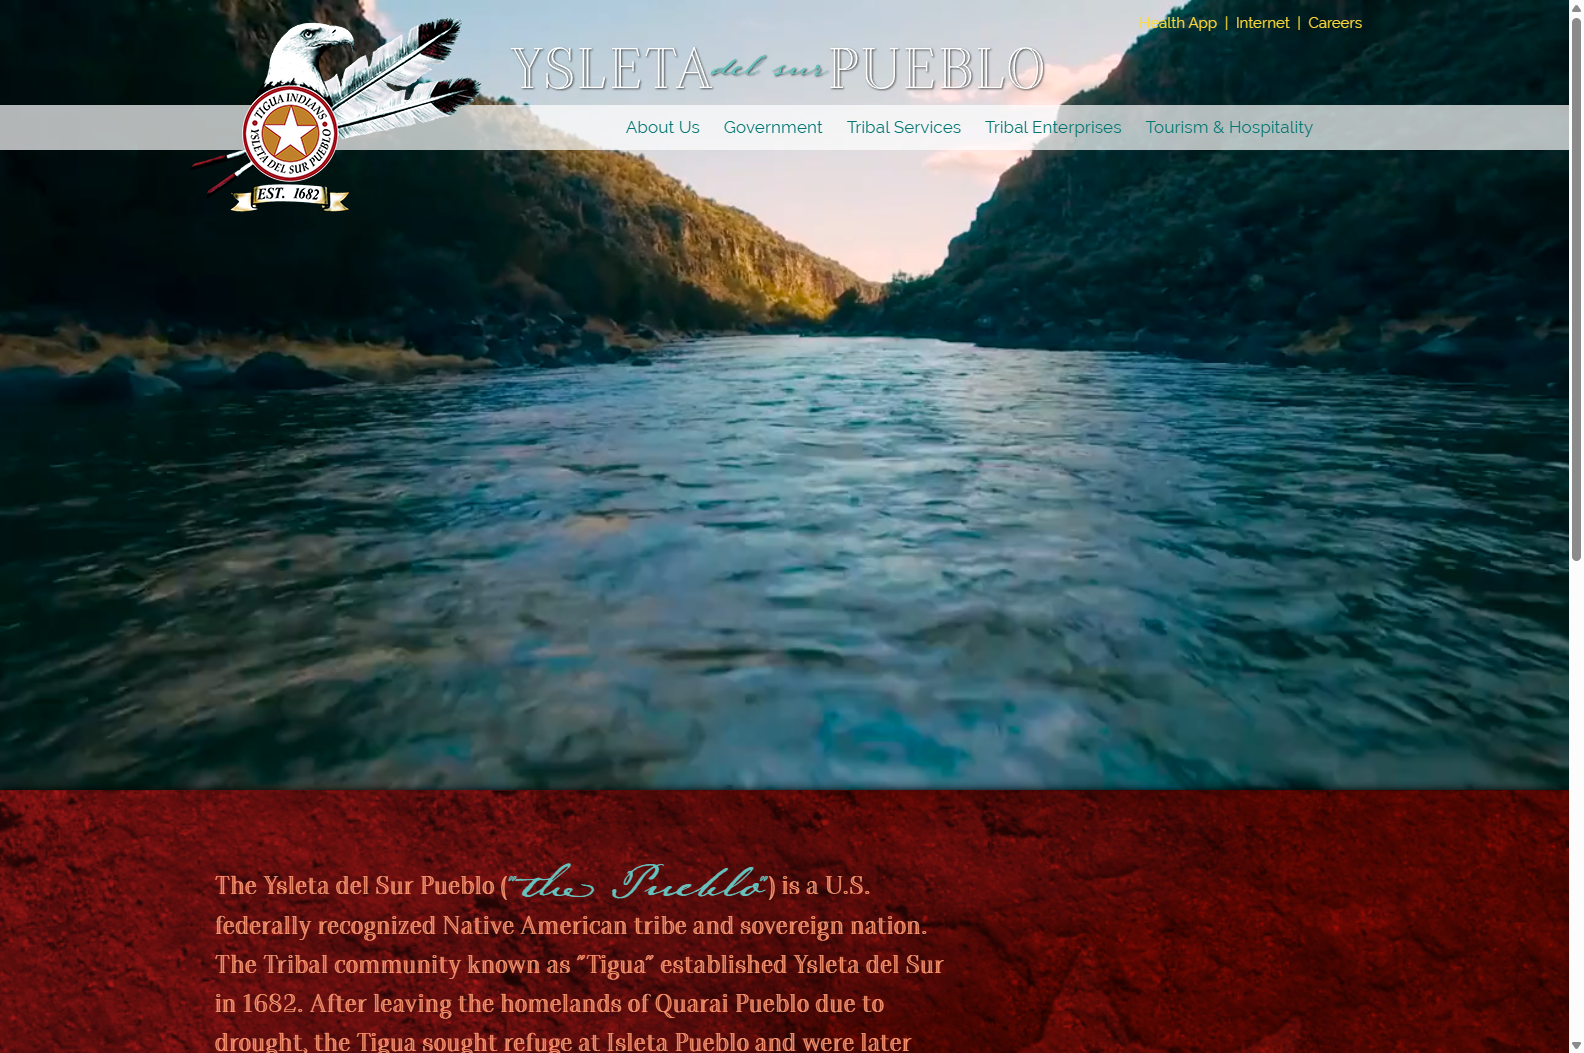 Health App | Internet | Careers
YSLETA del sur PUEBLO
About Us Government Tribal Services Tribal Enterprises Tourism & Hospitality
TIGUA INDIANS
YSLETA DEL SUR PUEBLO
EST. 1682
The Ysleta del Sur Pueblo ("the Pueblo") is a U.S.
federally recognized Native American tribe and sovereign nation.
The Tribal community known as "Tigua" established Ysleta del Sur
in 1682. After leaving the homelands of Quarai Pueblo due to
drought, the Tigua sought refuge at Isleta Pueblo and were later